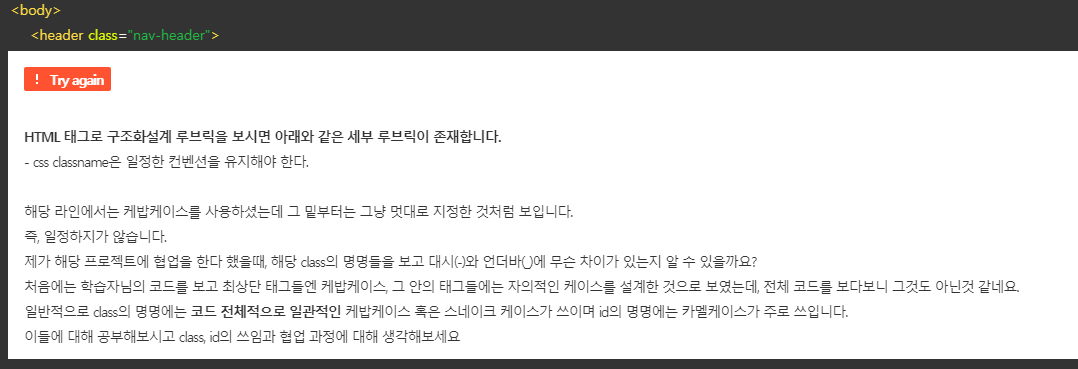 <body>
<header class="nav-header">
! Try again
HTML 태그로 구조화설계 루브릭을 보시면 아래와 같은 세부 루브릭이 존재합니다.
- css classname은 일정한 컨벤션을 유지해야 한다.
해당 라인에서는 케밥케이스를 사용하셨는데 그 밑부터는 그냥 멋대로 지정한 것처럼 보입니다.
즉, 일정하지가 않습니다.
제가 해당 프로젝트에 협업을 한다 했을때, 해당 class의 명명들을 보고 대시(-)와 언더바(_)에 무슨 차이가 있는지 알 수 있을까요?
처음에는 학습자님의 코드를 보고 최상단 태그들엔 케밥케이스, 그 안의 태그들에는 자의적인 케이스를 설계한 것으로 보였는데, 전체 코드를 보다보니 그것도 아닌것 같네요.
일반적으로 class의 명명에는 코드 전체적으로 일관적인 케밥케이스 혹은 스네이크 케이스가 쓰이며 id의 명명에는 카멜케이스가 주로 쓰입니다.
이들에 대해 공부해보시고 class, id의 쓰임과 협업 과정에 대해 생각해보세요